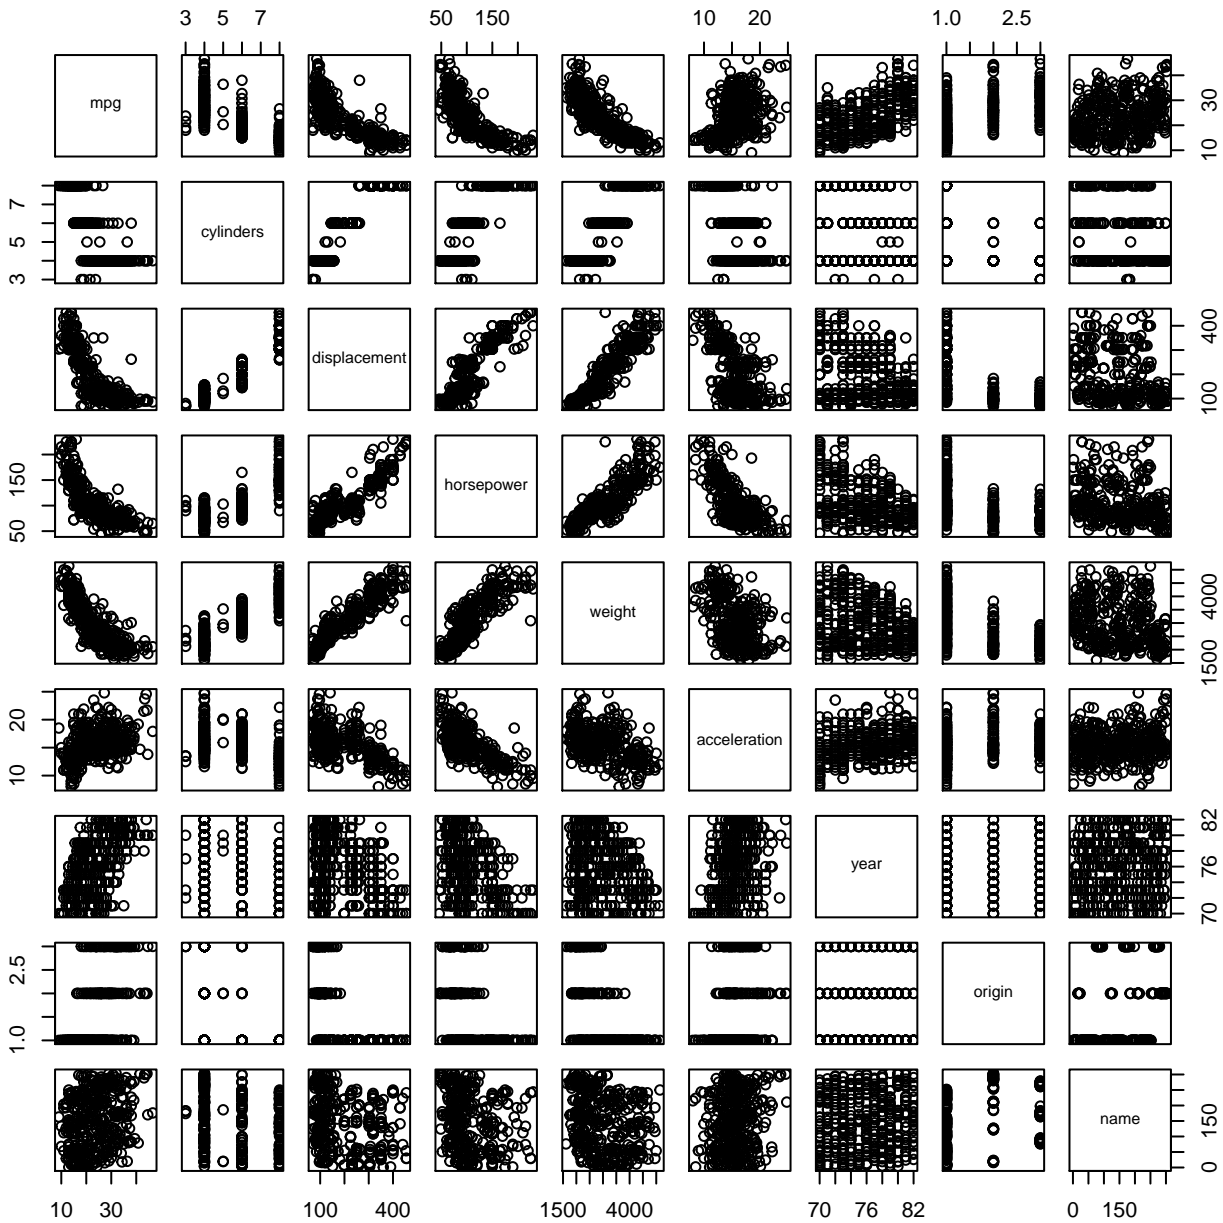 3 5 7 50 150 10 20 1.0 2.5
mpg 10 30
3 5 7 cylinders
displacement 100 400
50 150 horsepower
weight 1500 4000
10 20 acceleration
year 70 76 82
1.0 2.5 origin
name 0 150
10 30 100 400 1500 4000 70 76 82 0 150